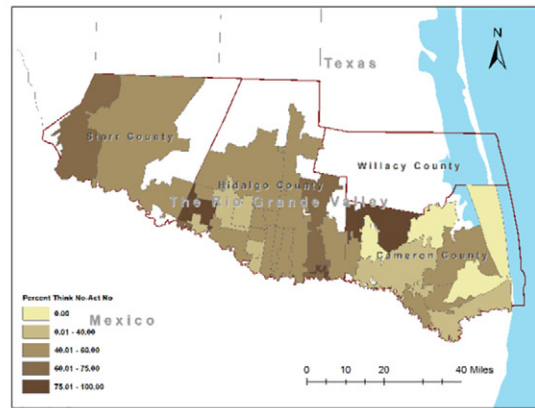 N
Texas
Starr County
Willacy County
Hidalgo County
The Rio Grande Valley
Cameron County
Percent Think No-Act No
0.00
0.01 - 40.00
40.01 - 60.00
60.01 - 75.00
75.01 - 100.00
Mexico
0 10 20 40 Miles